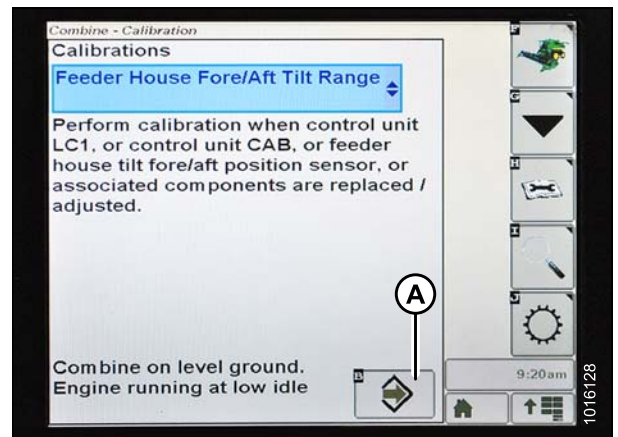 Combine - Calibration
Calibrations
Feeder House Fore/Aft Tilt Range
Perform calibration when control unit
LC1, or control unit CAB, or feeder
house tilt fore/aft position sensor, or
associated components are replaced /
adjusted.
Combine on level ground.
Engine running at low idle
A
B
F
G
H
I
J
9:20am
1016128